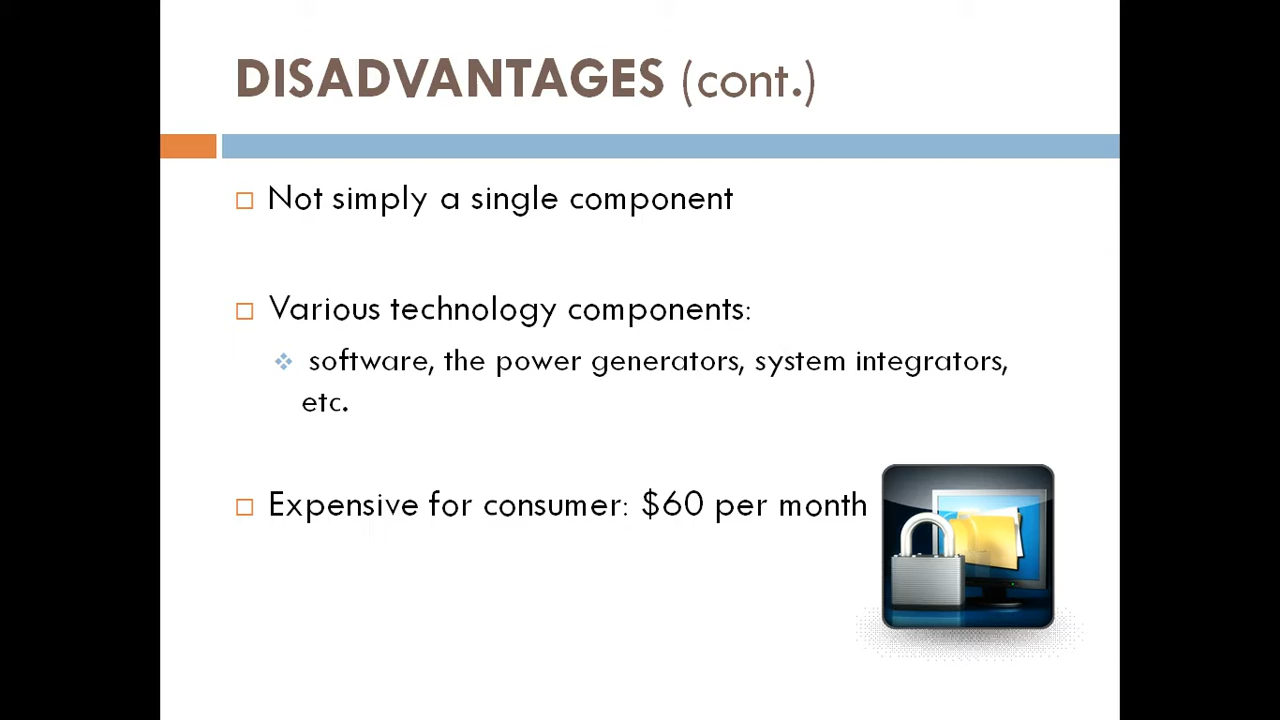 DISADVANTAGES (cont.)
Not simply a single component
Various technology components:
software, the power generators, system integrators,
etc.
Expensive for consumer: $60 per month